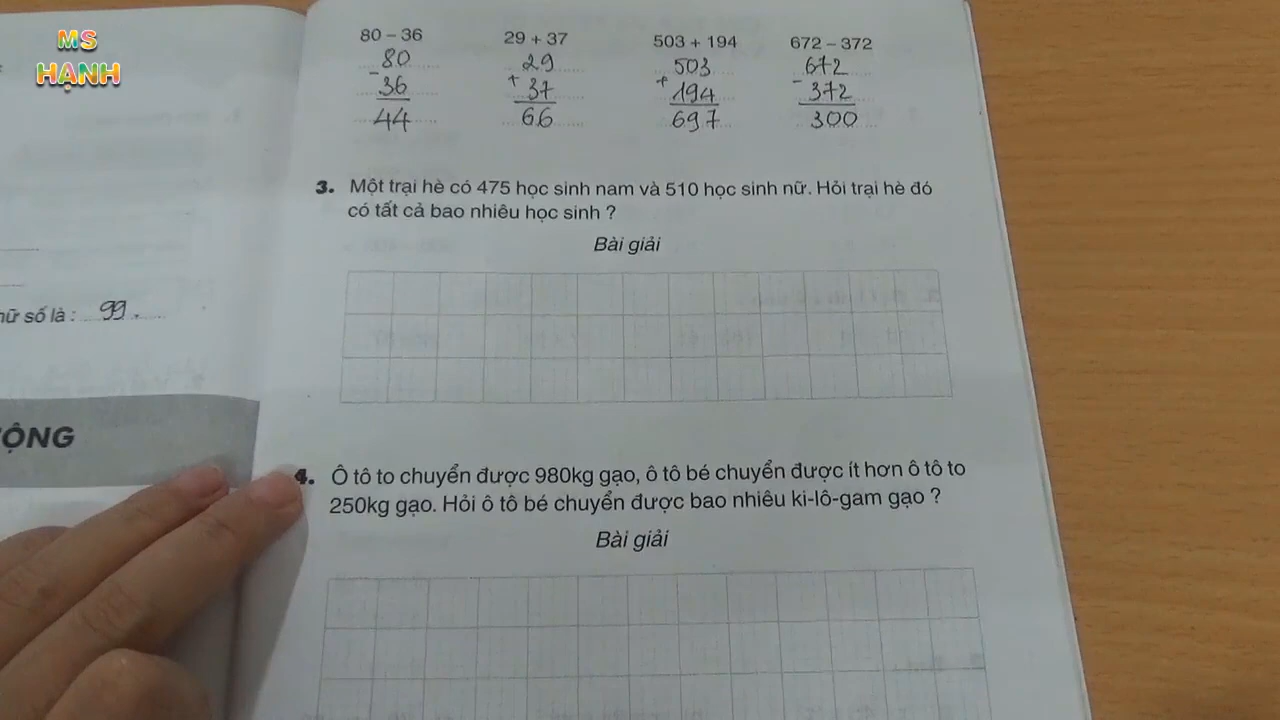 MS
HẠNH
80 – 36
80
- 36
44
29 + 37
29
+ 37
66
503 + 194
503
+ 194
697
672 – 372
672
- 372
300
3. Một trại hè có 475 học sinh nam và 510 học sinh nữ. Hỏi trại hè đó
có tất cả bao nhiêu học sinh ?
Bài giải
số là : 99
ỘNG
4. Ô tô to chuyển được 980kg gạo, ô tô bé chuyển được ít hơn ô tô to
250kg gạo. Hỏi ô tô bé chuyển được bao nhiêu ki-lô-gam gạo ?
Bài giải